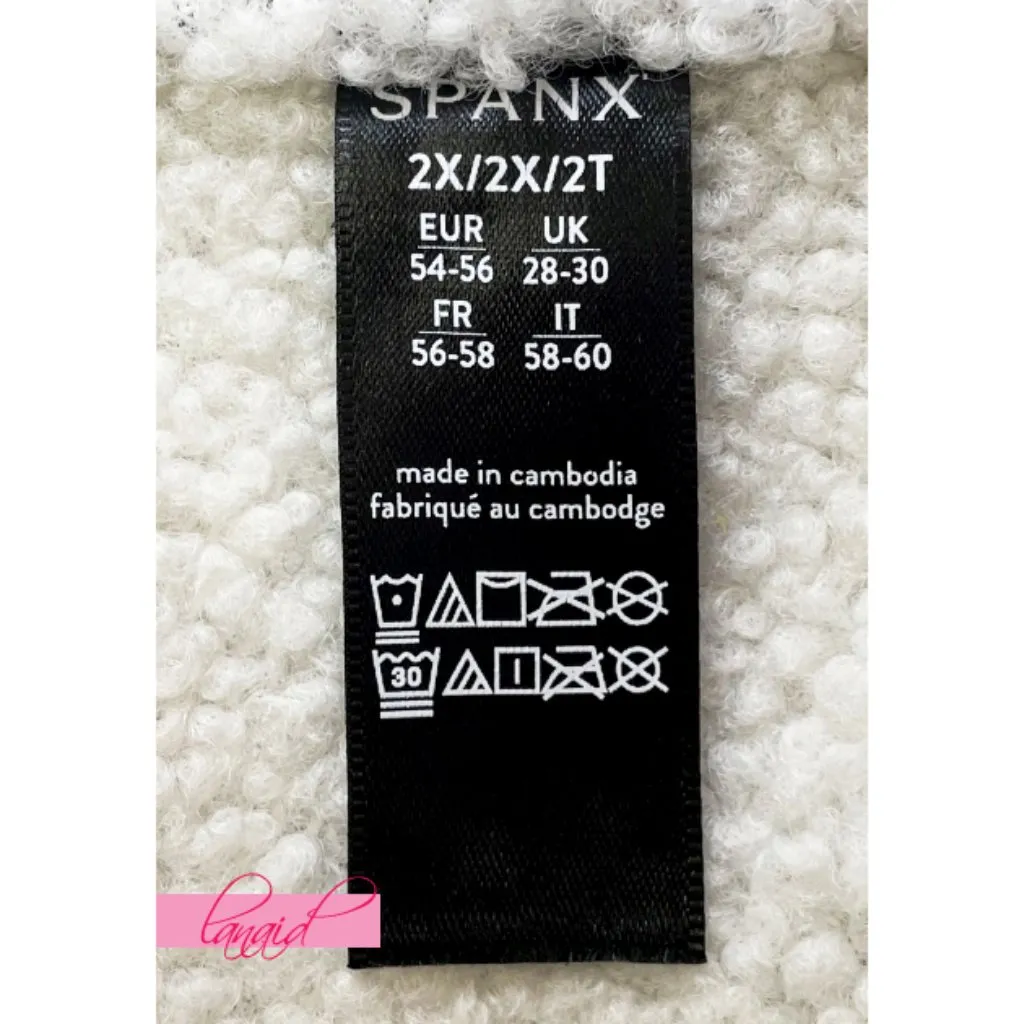 SPANX
2X/2X/2T
EUR UK
54-56 28-30
FR IT
56-58 58-60
made in cambodia
fabriqué au cambodge
30
lanaid